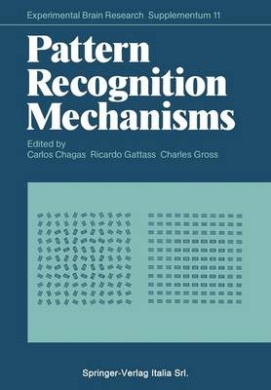 Experimental Brain Research Supplementum 11
Pattern
Recognition
Mechanisms
Edited by
Carlos Chagas Ricardo Gattass Charles Gross
Springer-Verlag Italia Srl.